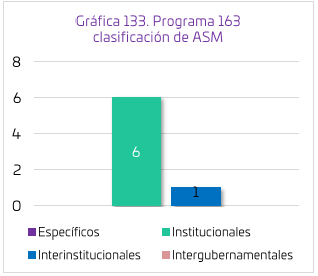 Gráfica 133. Programa 163
clasificación de ASM
8
6
4
2
0
6
1
Específicos
Institucionales
Interinstitucionales
Intergubernamentales